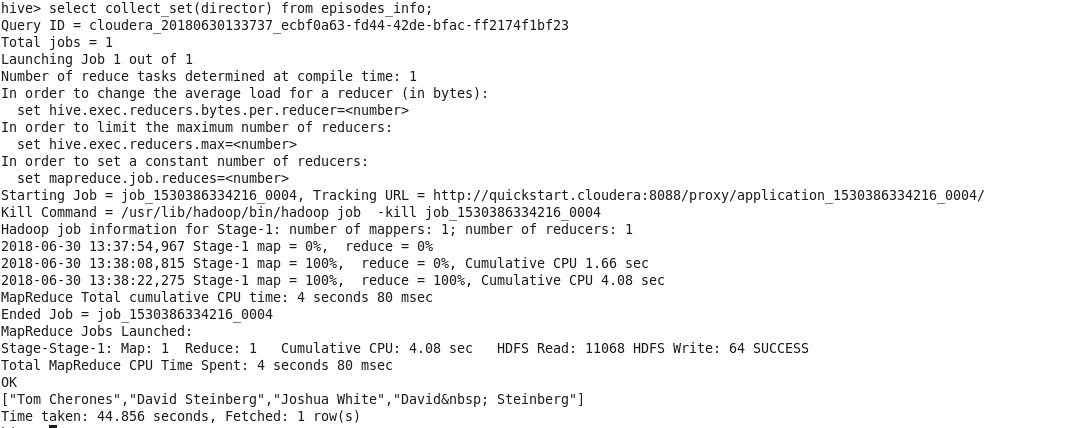 hive> select collect_set(director) from episodes_info;
Query ID = cloudera_20180630133737_ecbf0a63-fd44-42de-bfac-ff2174f1bf23
Total jobs = 1
Launching Job 1 out of 1
Number of reduce tasks determined at compile time: 1
In order to change the average load for a reducer (in bytes):
  set hive.exec.reducers.bytes.per.reducer=<number>
In order to limit the maximum number of reducers:
  set hive.exec.reducers.max=<number>
In order to set a constant number of reducers:
  set mapreduce.job.reduces=<number>
Starting Job = job_1530386334216_0004, Tracking URL = http://quickstart.cloudera:8088/proxy/application_1530386334216_0004/
Kill Command = /usr/lib/hadoop/bin/hadoop job  -kill job_1530386334216_0004
Hadoop job information for Stage-1: number of mappers: 1; number of reducers: 1
2018-06-30 13:37:54,967 Stage-1 map = 0%,  reduce = 0%
2018-06-30 13:38:08,815 Stage-1 map = 100%,  reduce = 0%, Cumulative CPU 1.66 sec
2018-06-30 13:38:22,275 Stage-1 map = 100%,  reduce = 100%, Cumulative CPU 4.08 sec
MapReduce Total cumulative CPU time: 4 seconds 80 msec
Ended Job = job_1530386334216_0004
MapReduce Jobs Launched:
Stage-Stage-1: Map: 1  Reduce: 1   Cumulative CPU: 4.08 sec   HDFS Read: 11068 HDFS Write: 64 SUCCESS
Total MapReduce CPU Time Spent: 4 seconds 80 msec
OK
["Tom Cherones","David Steinberg","Joshua White","David&nbsp; Steinberg"]
Time taken: 44.856 seconds, Fetched: 1 row(s)